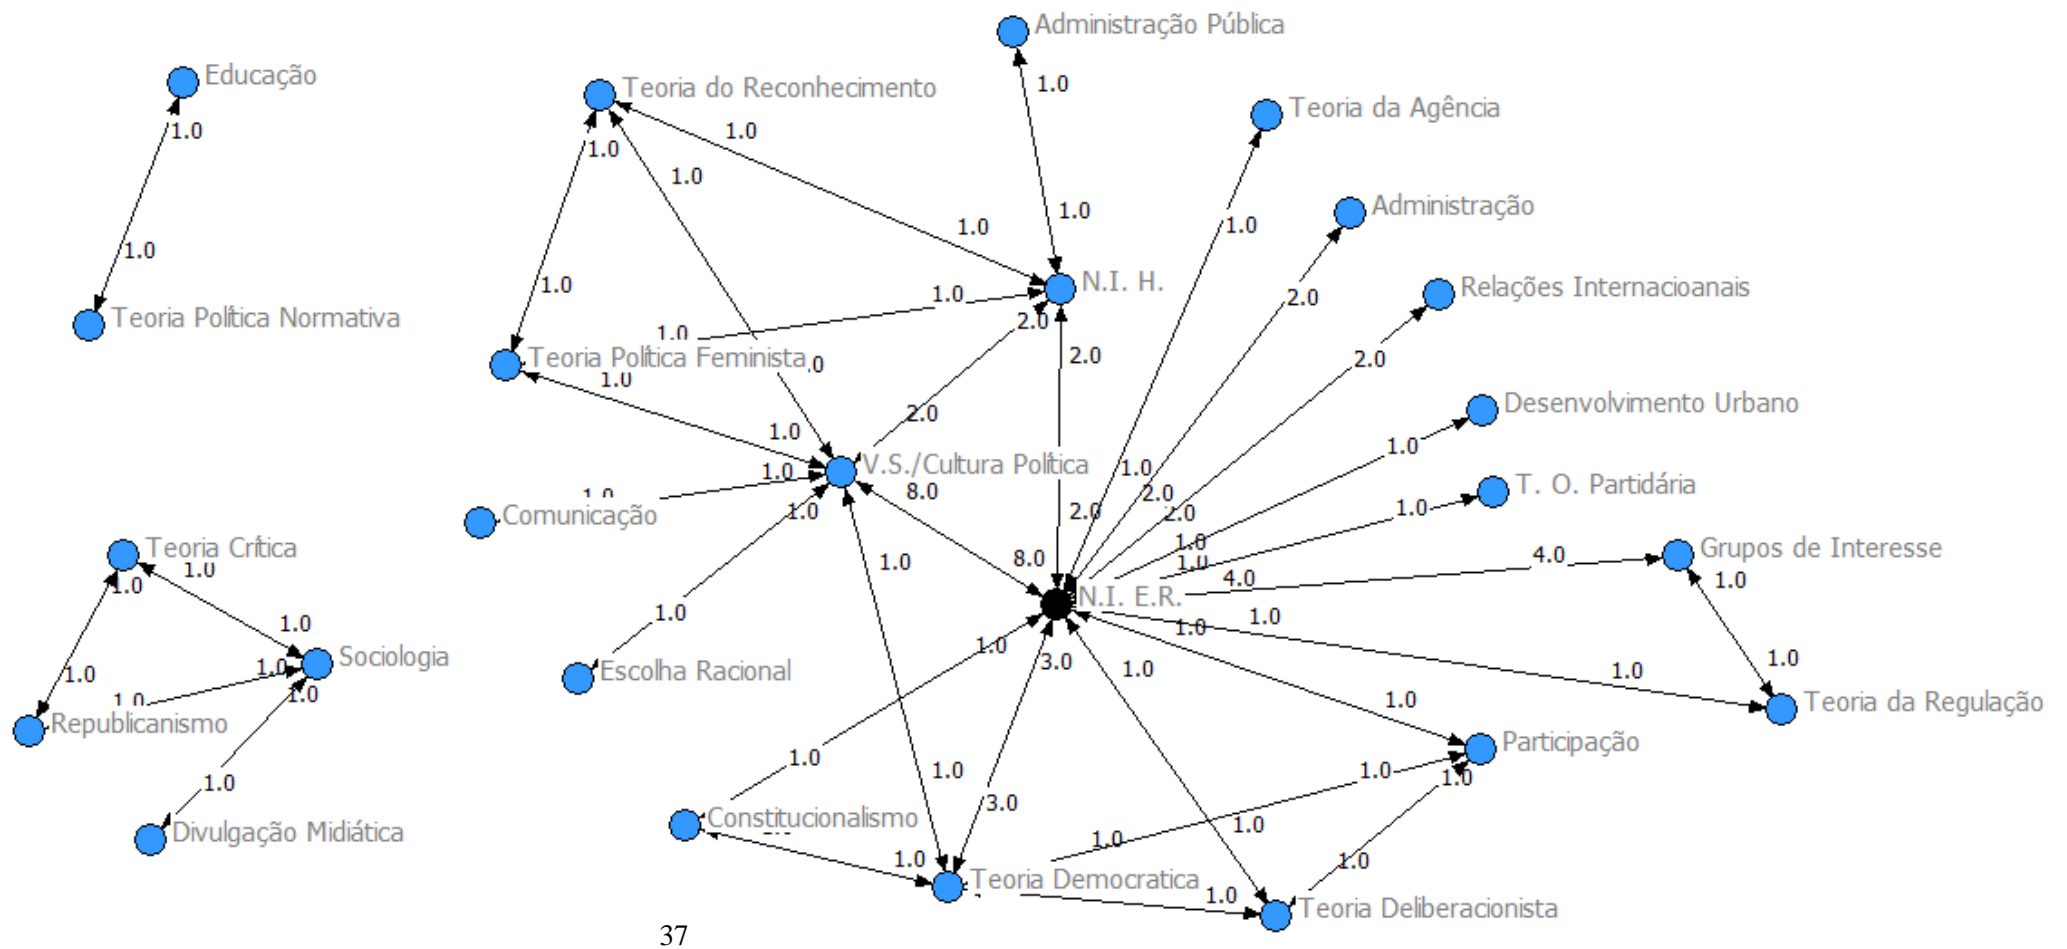 Administração Pública
Educação
Teoria do Reconhecimento
1.0
Teoria da Agência
1.0
1.0
1.0
1.0
1.0
Administração
1.0
1.0
1.0
1.0
N.I. H.
Relações Internacioanais
1.0
1.0
2.0
Teoria Política Normativa
2.0
1.0
2.0
2.0
Teoria Política Feminista
.0
1.0
Desenvolvimento Urbano
2.0
1.0
1.0
V.S./Cultura Política
1.0
1.0
T. O. Partidária
8.0
2.0
1.0
Comunicação
1.0
2.0
2.0
1.0
Teoria Crítica
1.0
Grupos de Interesse
4.0
1.0
1.0
8.0
1.0
1.0
4.0
1.0
N.I. E.R.
1.0
1.0
1.0
1.0
1.0
Sociologia
3.0
1.0
1.0
1.0
1.0
Escolha Racional
1.0
1.0
1.0
1.0
Teoria da Regulação
Republicanismo
Participação
1.0
1.0
1.0
1.0
1.0
3.0
Constitucionalismo
1.0
Divulgação Midiática
1.0
1.0
1.0
Teoria Democratica
1.0
Teoria Deliberacionista
37